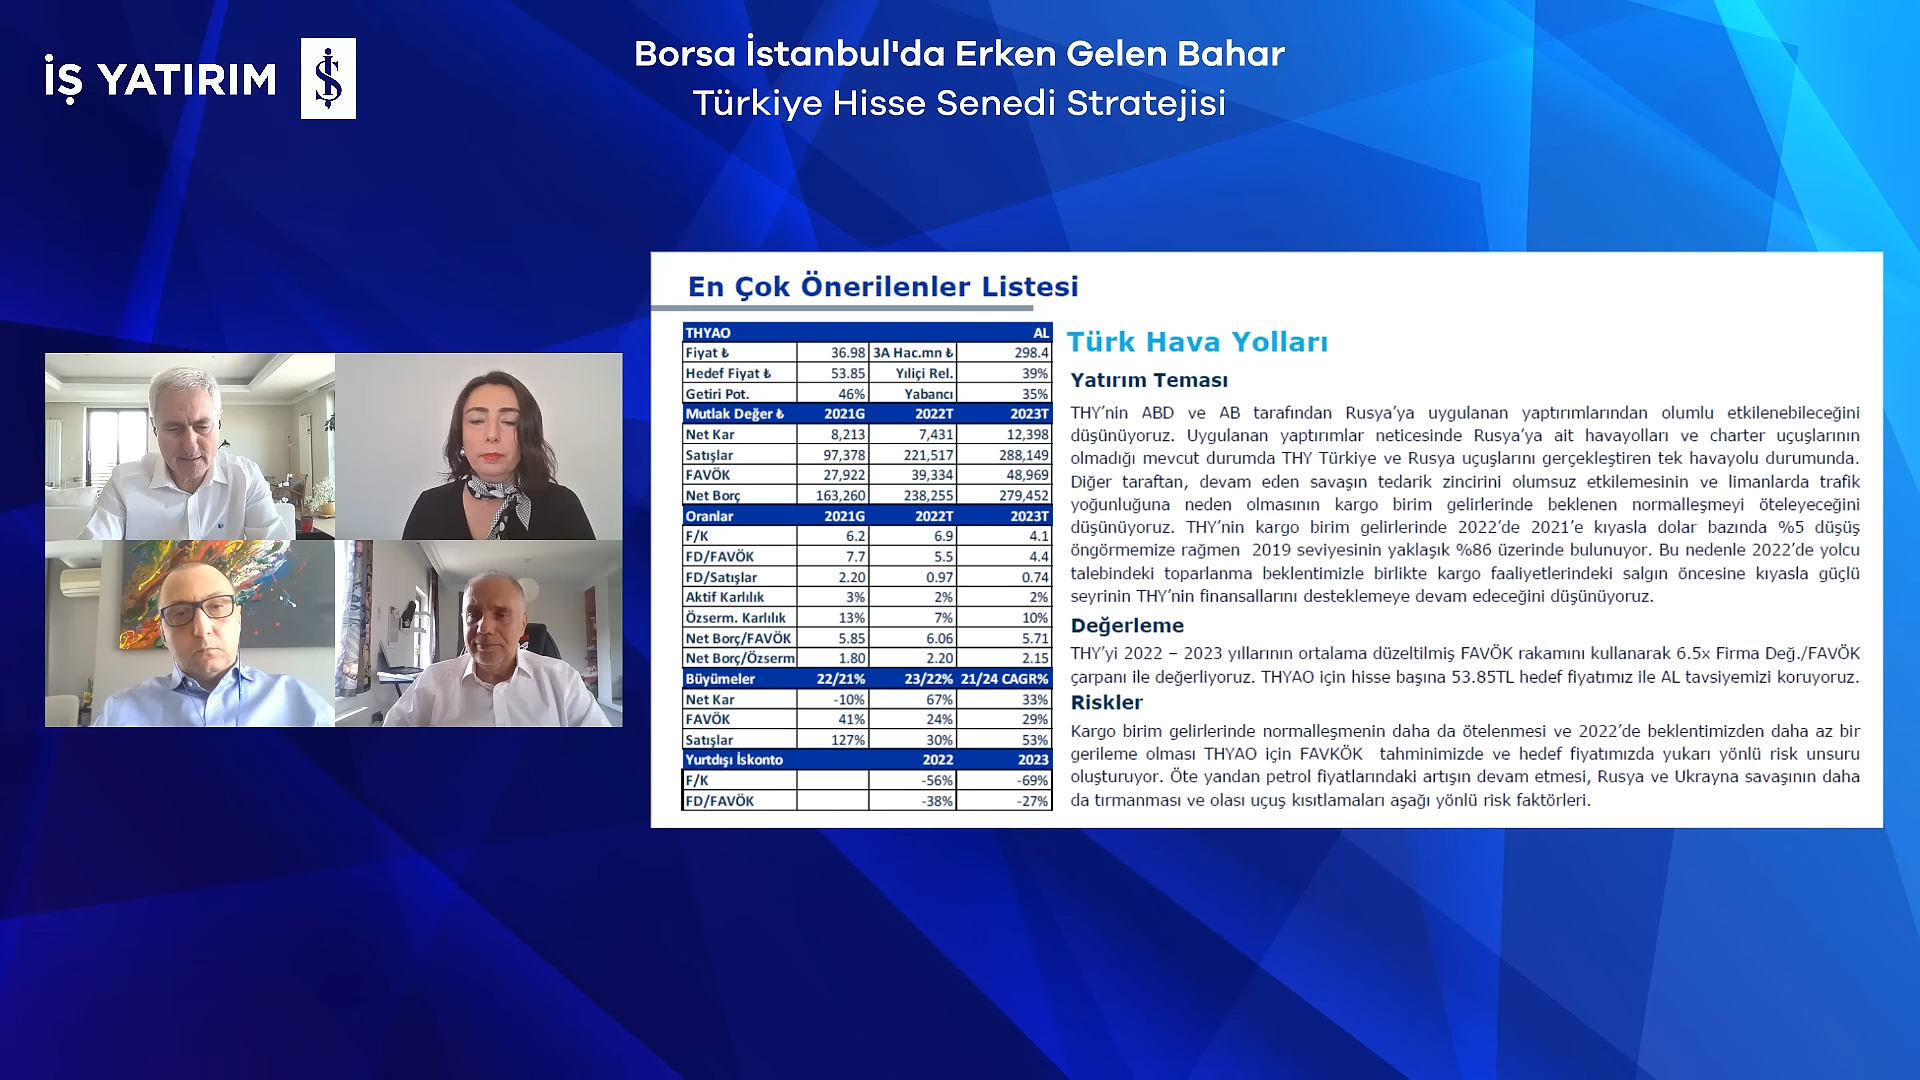 İŞ YATIRIM
Borsa İstanbul'da Erken Gelen Bahar
Türkiye Hisse Senedi Stratejisi
En Çok Önerilenler Listesi
THYAO AL
Fiyat ₺ 36.98 3A Hac.mn ₺ 298.4
Hedef Fiyat ₺ 53.85 Yıliçi Rel. 39%
Getiri Pot. 46% Yabancı 35%
Mutlak Değer ₺ 2021G 2022T 2023T
Net Kar 8,213 7,431 12,398
Satışlar 97,378 221,517 288,149
FAVÖK 27,922 39,334 48,969
Net Borç 163,260 238,255 279,452
Oranlar 2021G 2022T 2023T
F/K 6.2 6.9 4.1
FD/FAVÖK 7.7 5.5 4.4
FD/Satışlar 2.20 0.97 0.74
Aktif Karlılık 3% 2% 2%
Özserm. Karlılık 13% 7% 10%
Net Borç/FAVÖK 5.85 6.06 5.71
Net Borç/Özserm 1.80 2.20 2.15
Büyümeler 22/21% 23/22% 21/24 CAGR%
Net Kar -10% 67% 33%
FAVÖK 41% 24% 29%
Satışlar 127% 30% 53%
Yurtdışı İskonto 2022 2023
F/K -56% -69%
FD/FAVÖK -38% -27%
Türk Hava Yolları
Yatırım Teması
THY’nin ABD ve AB tarafından Rusya’ya uygulanan yaptırımlarından olumlu etkilenebileceğini
düşünüyoruz. Uygulanan yaptırımlar neticesinde Rusya’ya ait havayolları ve charter uçuşlarının
olmadığı mevcut durumda THY Türkiye ve Rusya uçuşlarını gerçekleştiren tek havayolu durumunda.
Diğer taraftan, devam eden savaşın tedarik zincirini olumsuz etkilemesinin ve limanlarda trafik
yoğunluğuna neden olmasının kargo birim gelirlerinde beklenen normalleşmeyi öteleyeceğini
düşünüyoruz. THY’nin kargo birim gelirlerinde 2022’de 2021’e kıyasla dolar bazında %5 düşüş
öngörmemize rağmen 2019 seviyesinin yaklaşık %86 üzerinde bulunuyor. Bu nedenle 2022’de yolcu
talebindeki toparlanma beklentimizle birlikte kargo faaliyetlerindeki salgın öncesine kıyasla güçlü
seyrinin THY’nin finansallarını desteklemeye devam edeceğini düşünüyoruz.
Değerleme
THY’yi 2022 – 2023 yıllarının ortalama düzeltilmiş FAVÖK rakamını kullanarak 6.5x Firma Değ./FAVÖK
çarpanı ile değerliyoruz. THYAO için hisse başına 53.85TL hedef fiyatımız ile AL tavsiyemizi koruyoruz.
Riskler
Kargo birim gelirlerinde normalleşmenin daha da ötelenmesi ve 2022’de beklentimizden daha az bir
gerileme olması THYAO için FAVKÖK tahminimizde ve hedef fiyatımızda yukarı yönlü risk unsuru
oluşturuyor. Öte yandan petrol fiyatlarındaki artışın devam etmesi, Rusya ve Ukrayna savaşının daha
da tırmanması ve olası uçuş kısıtlamaları aşağı yönlü risk faktörleri.